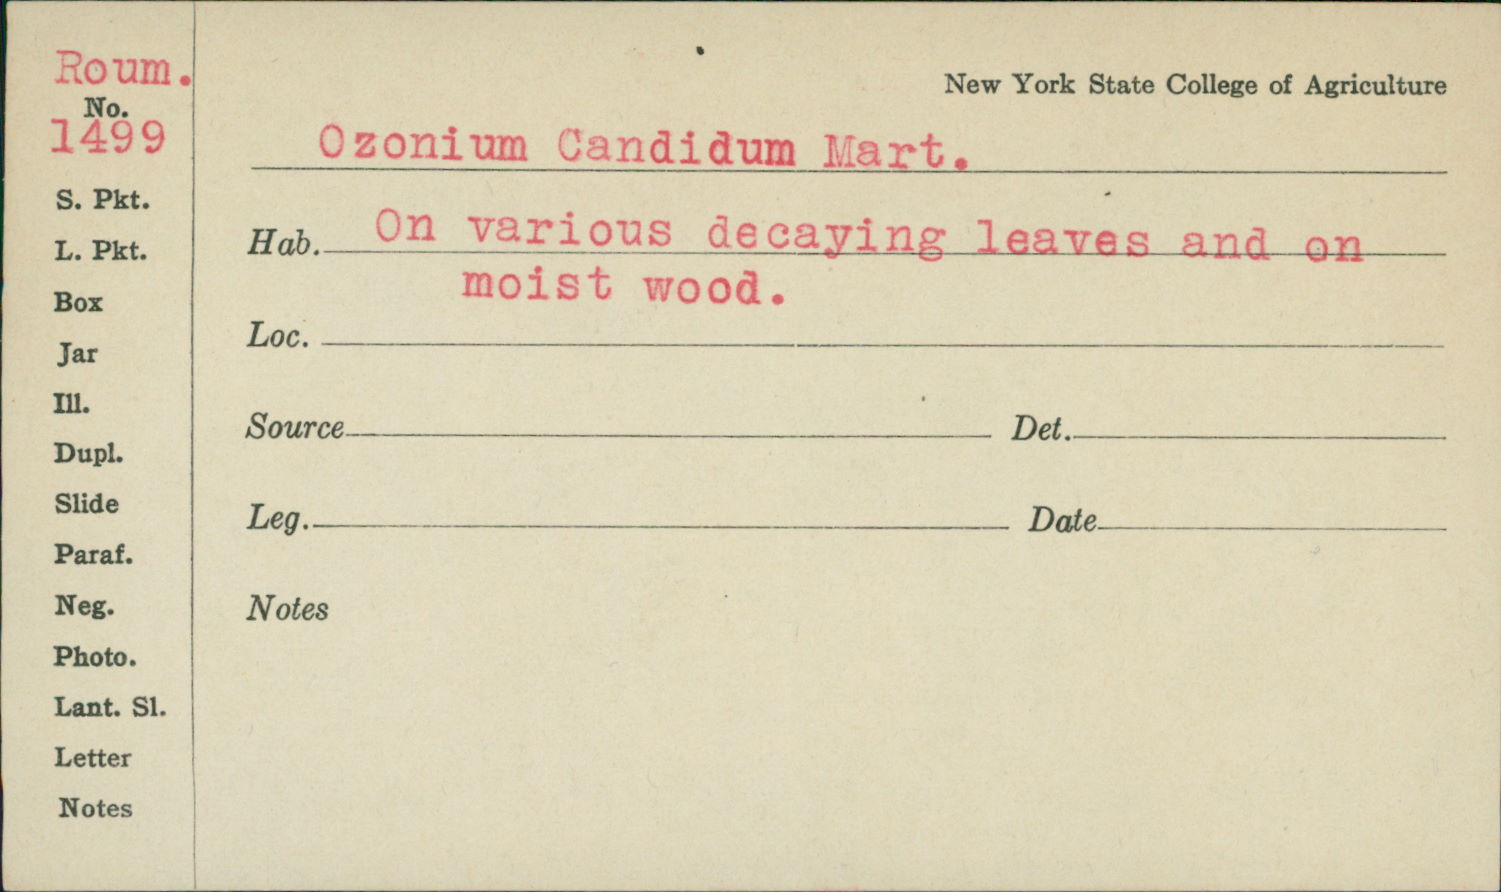 Roum.
No.
1499
S. Pkt.
L. Pkt.
Box
Jar
Ill.
Dupl.
Slide
Paraf.
Neg.
Photo.
Lant. Sl.
Letter
Notes
New York State College of Agriculture
Ozonium Candidum Mart.
Hab. On various decaying leaves and on
moist wood.
Loc.
Source Det.
Leg. Date
Notes